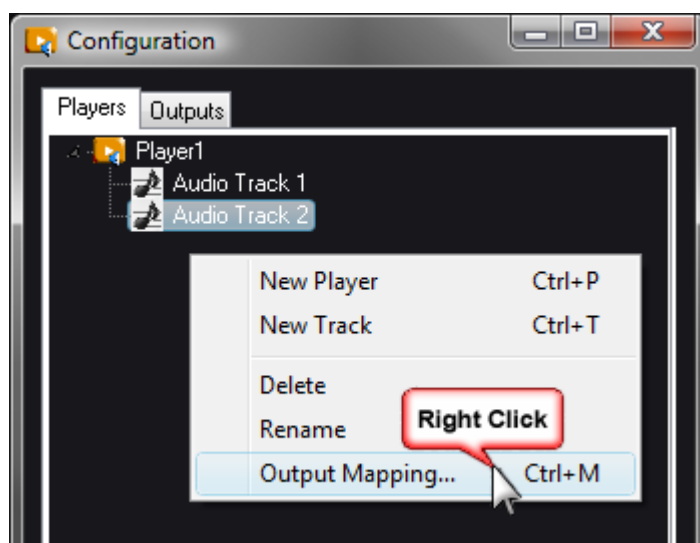 Configuration
Players Outputs
Player1
Audio Track 1
Audio Track 2
New Player Ctrl+P
New Track Ctrl+T
Delete
Rename
Right Click
Output Mapping... Ctrl+M